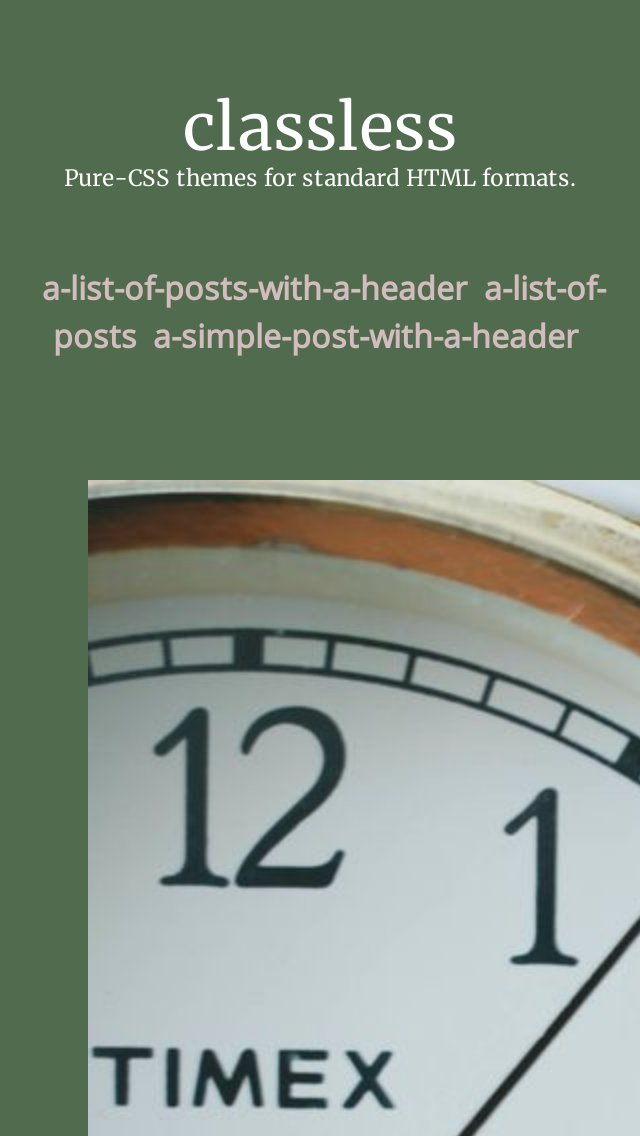 classless
Pure-CSS themes for standard HTML formats.
a-list-of-posts-with-a-header a-list-of-
posts a-simple-post-with-a-header
12
1
TIMEX